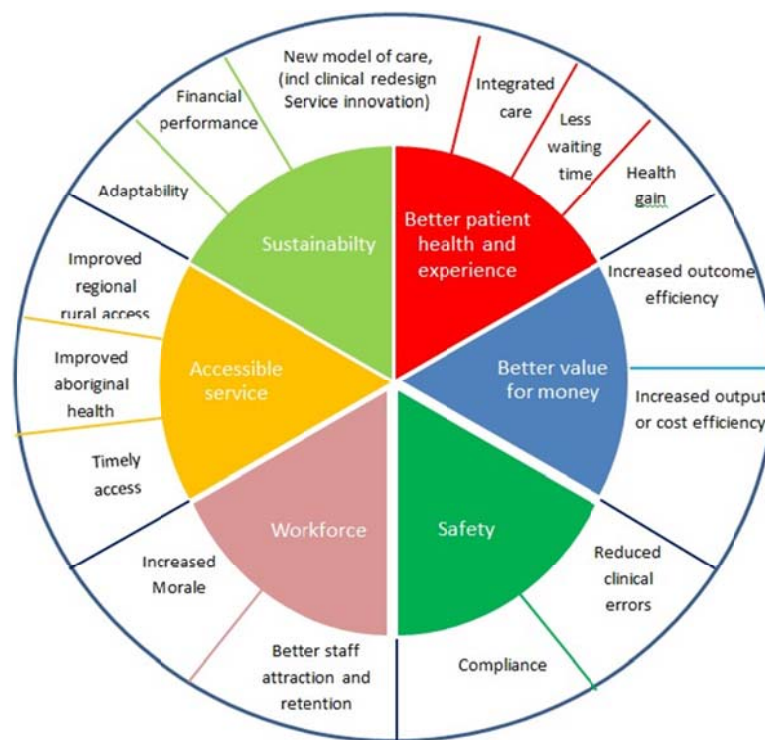 New model of care,
(incl clinical redesign
Service innovation)
Integrated
care
Less
waiting
time
Health
gain
Financial
performance
Adaptability
Sustainabilty
Better patient
health and
experience
Improved
regional
rural access
Increased outcome
efficiency
Improved
aboriginal
health
Accessible
service
Better value
for money
Increased output
or cost efficiency
Timely
access
Workforce
Safety
Increased
Morale
Reduced
clinical
errors
Better staff
attraction and
retention
Compliance